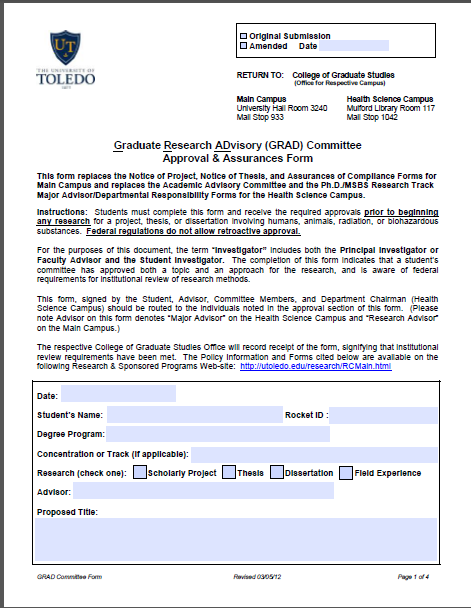 Original Submission
Amended Date
UT
THE UNIVERSITY OF
TOLEDO
1872
RETURN TO: College of Graduate Studies
(Office for Respective Campus)
Main Campus Health Science Campus
University Hall Room 3240 Mulford Library Room 117
Mail Stop 933 Mail Stop 1042
Graduate Research ADvisory (GRAD) Committee
Approval & Assurances Form
This form replaces the Notice of Project, Notice of Thesis, and Assurances of Compliance Forms for
Main Campus and replaces the Academic Advisory Committee and the Ph.D./MSBS Research Track
Major Advisor/Departmental Responsibility Forms for the Health Science Campus.
Instructions: Students must complete this form and receive the required approvals prior to beginning
any research for a project, thesis, or dissertation involving humans, animals, radiation, or biohazardous
substances. Federal regulations do not allow retroactive approval.
For the purposes of this document, the term "Investigator" includes both the Principal Investigator or
Faculty Advisor and the Student Investigator. The completion of this form indicates that a student's
committee has approved both a topic and an approach for the research, and is aware of federal
requirements for institutional review of research methods.
This form, signed by the Student, Advisor, Committee Members, and Department Chairman (Health
Science Campus) should be routed to the individuals noted in the approval section of this form. (Please
note Advisor on this form denotes "Major Advisor" on the Health Science Campus and "Research Advisor"
on the Main Campus.)
The respective College of Graduate Studies Office will record receipt of the form, signifying that institutional
review requirements have been met. The Policy Information and Forms cited below are available on the
following Research & Sponsored Programs Web-site: http://utoledo.edu/research/RCMain.html
Date:
Student's Name: Rocket ID :
Degree Program:
Concentration or Track (if applicable):
Research (check one): Scholarly Project Thesis Dissertation Field Experience
Advisor:
Proposed Title:
GRAD Committee Form Revised 03/05/12 Page 1 of 4